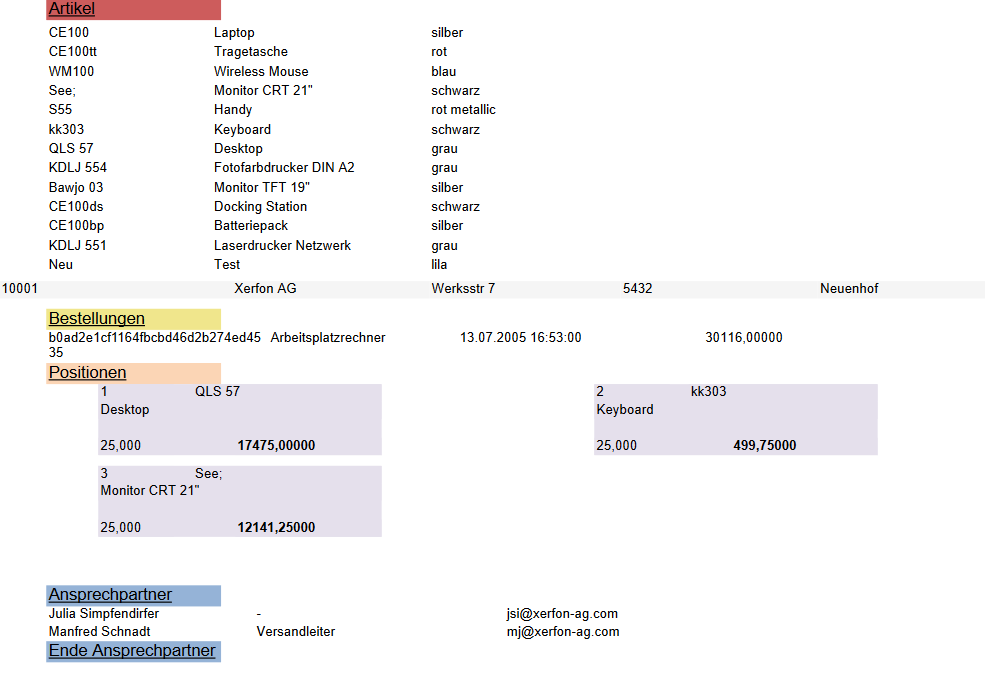 Artikel
CE100 Laptop silber
CE100tt Tragetasche rot
WM100 Wireless Mouse blau
See; Monitor CRT 21" schwarz
S55 Handy rot metallic
kk303 Keyboard schwarz
QLS 57 Desktop grau
KDLJ 554 Fotofarbdrucker DIN A2 grau
Bawjo 03 Monitor TFT 19" silber
CE100ds Docking Station schwarz
CE100bp Batteriepack silber
KDLJ 551 Laserdrucker Netzwerk grau
Neu Test lila
10001 Xerfon AG Werksstr 7 5432 Neuenhof
Bestellungen
b0ad2e1cf1164fbcbd46d2b274ed45 Arbeitsplatzrechner 13.07.2005 16:53:00 30116,00000
35
Positionen
1 QLS 57 2 kk303
Desktop Keyboard
25,000 17475,00000 25,000 499,75000
3 See;
Monitor CRT 21"
25,000 12141,25000
Ansprechpartner
Julia Simpfendirfer - jsi@xerfon-ag.com
Manfred Schnadt Versandleiter mj@xerfon-ag.com
Ende Ansprechpartner